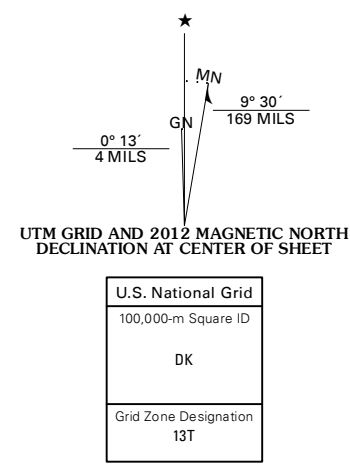 MN
GN
9° 30´
169 MILS
0° 13´
4 MILS
UTM GRID AND 2012 MAGNETIC NORTH
DECLINATION AT CENTER OF SHEET
U.S. National Grid
100,000-m Square ID
DK
Grid Zone Designation
13T